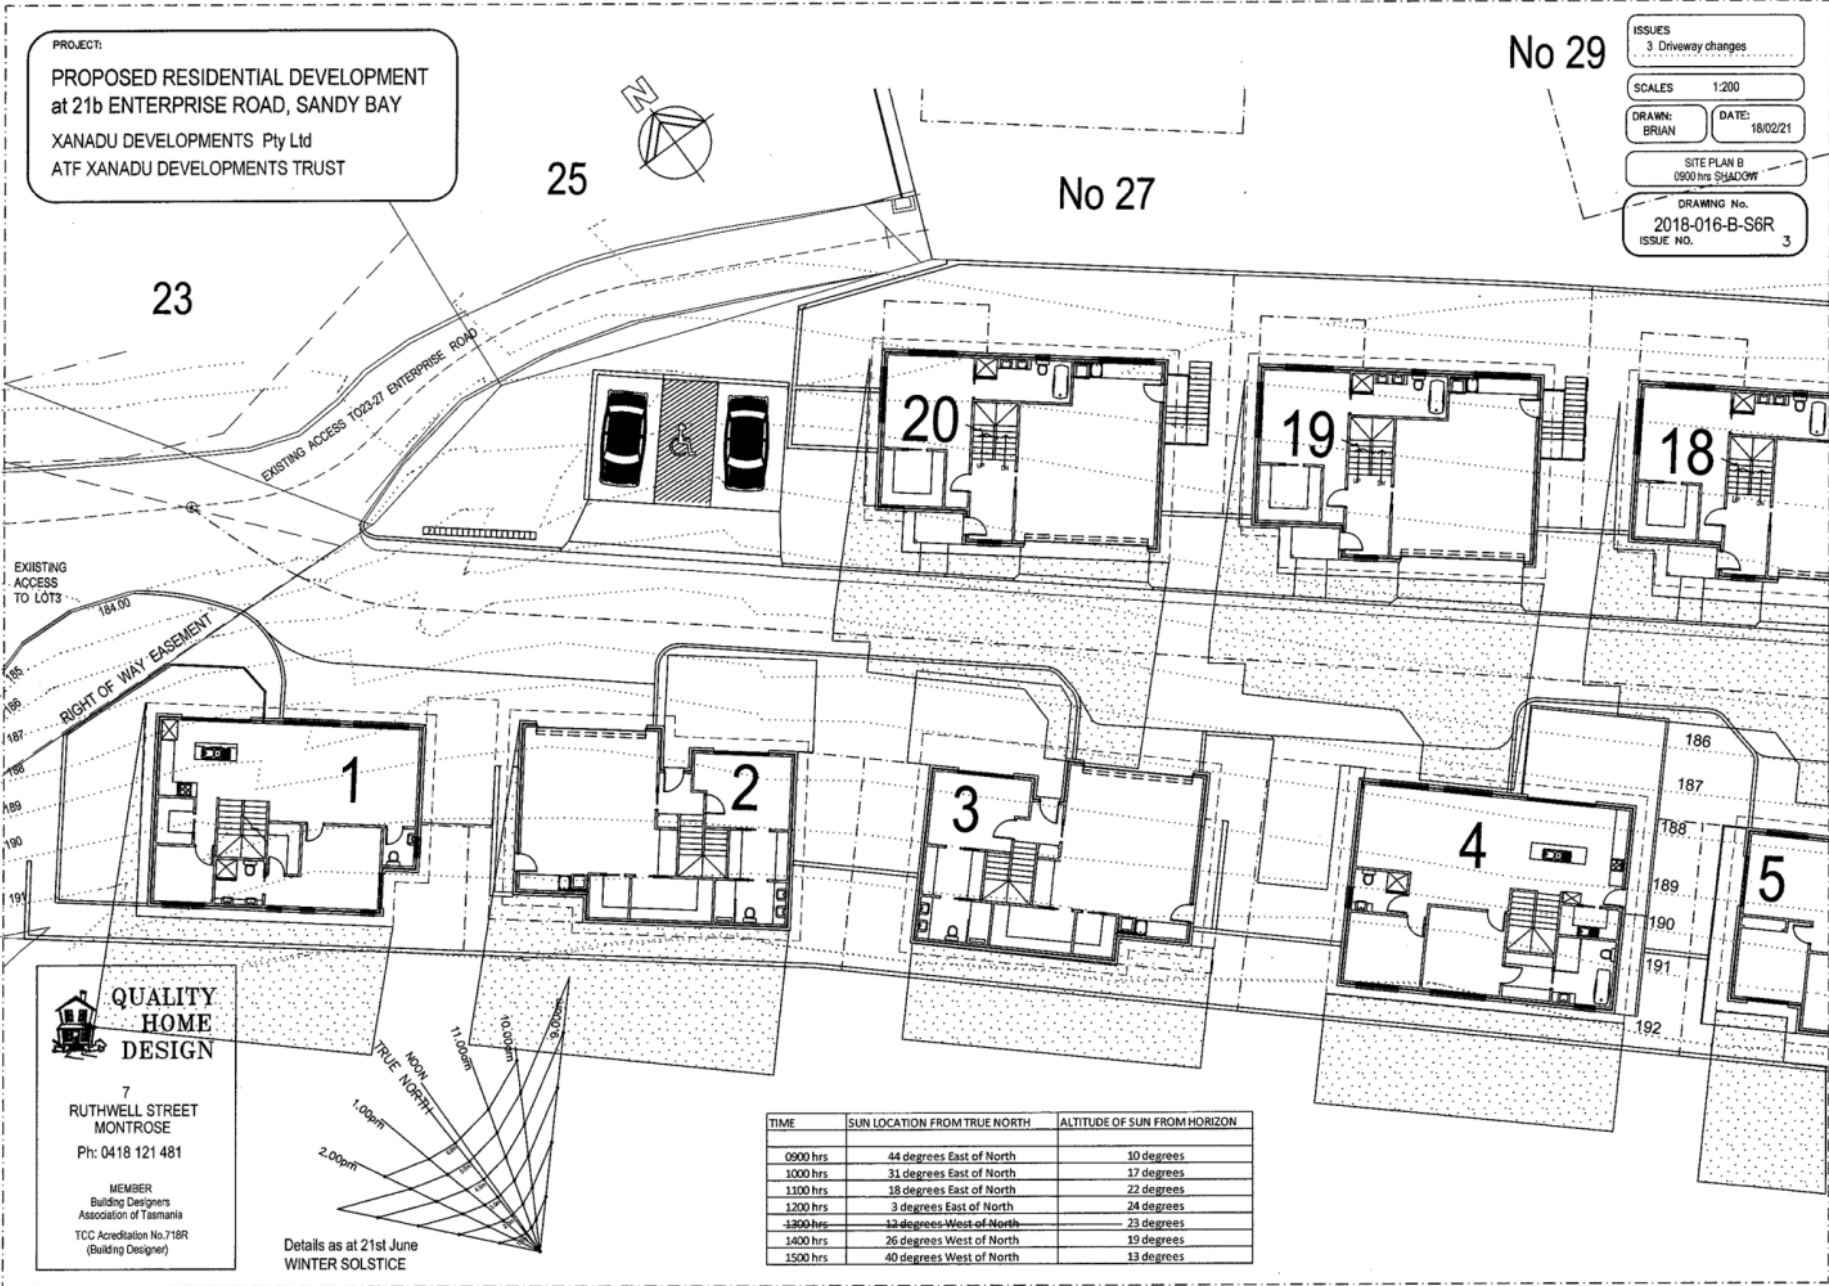 PROJECT:
PROPOSED RESIDENTIAL DEVELOPMENT
at 21b ENTERPRISE ROAD, SANDY BAY
XANADU DEVELOPMENTS Pty Ltd
ATF XANADU DEVELOPMENTS TRUST
N
No 29
ISSUES
3 Driveway changes
SCALES 1:200
DRAWN:
BRIAN
DATE:
18/02/21
SITE PLAN B
0900 hrs SHADOW
DRAWING No.
2018-016-B-S6R
ISSUE NO. 3
25
No 27
23
EXISTING ACCESS TO23-27 ENTERPRISE ROAD
20
19
18
EXIISTING
ACCESS
TO LOT3
184.00
RIGHT OF WAY EASEMENT
185
186
187
188
189
190
191
1
2
3
4
5
186
187
188
189
190
191
192
QUALITY
HOME
DESIGN
7
RUTHWELL STREET
MONTROSE
Ph: 0418 121 481
MEMBER
Building Designers
Association of Tasmania
TCC Acreditation No.718R
(Building Designer)
9.00am
10.00am
11.00am
NOON
TRUE NORTH
1.00pm
2.00pm
Details as at 21st June
WINTER SOLSTICE
TIME SUN LOCATION FROM TRUE NORTH ALTITUDE OF SUN FROM HORIZON
0900 hrs 44 degrees East of North 10 degrees
1000 hrs 31 degrees East of North 17 degrees
1100 hrs 18 degrees East of North 22 degrees
1200 hrs 3 degrees East of North 24 degrees
1300 hrs 12 degrees West of North 23 degrees
1400 hrs 26 degrees West of North 19 degrees
1500 hrs 40 degrees West of North 13 degrees